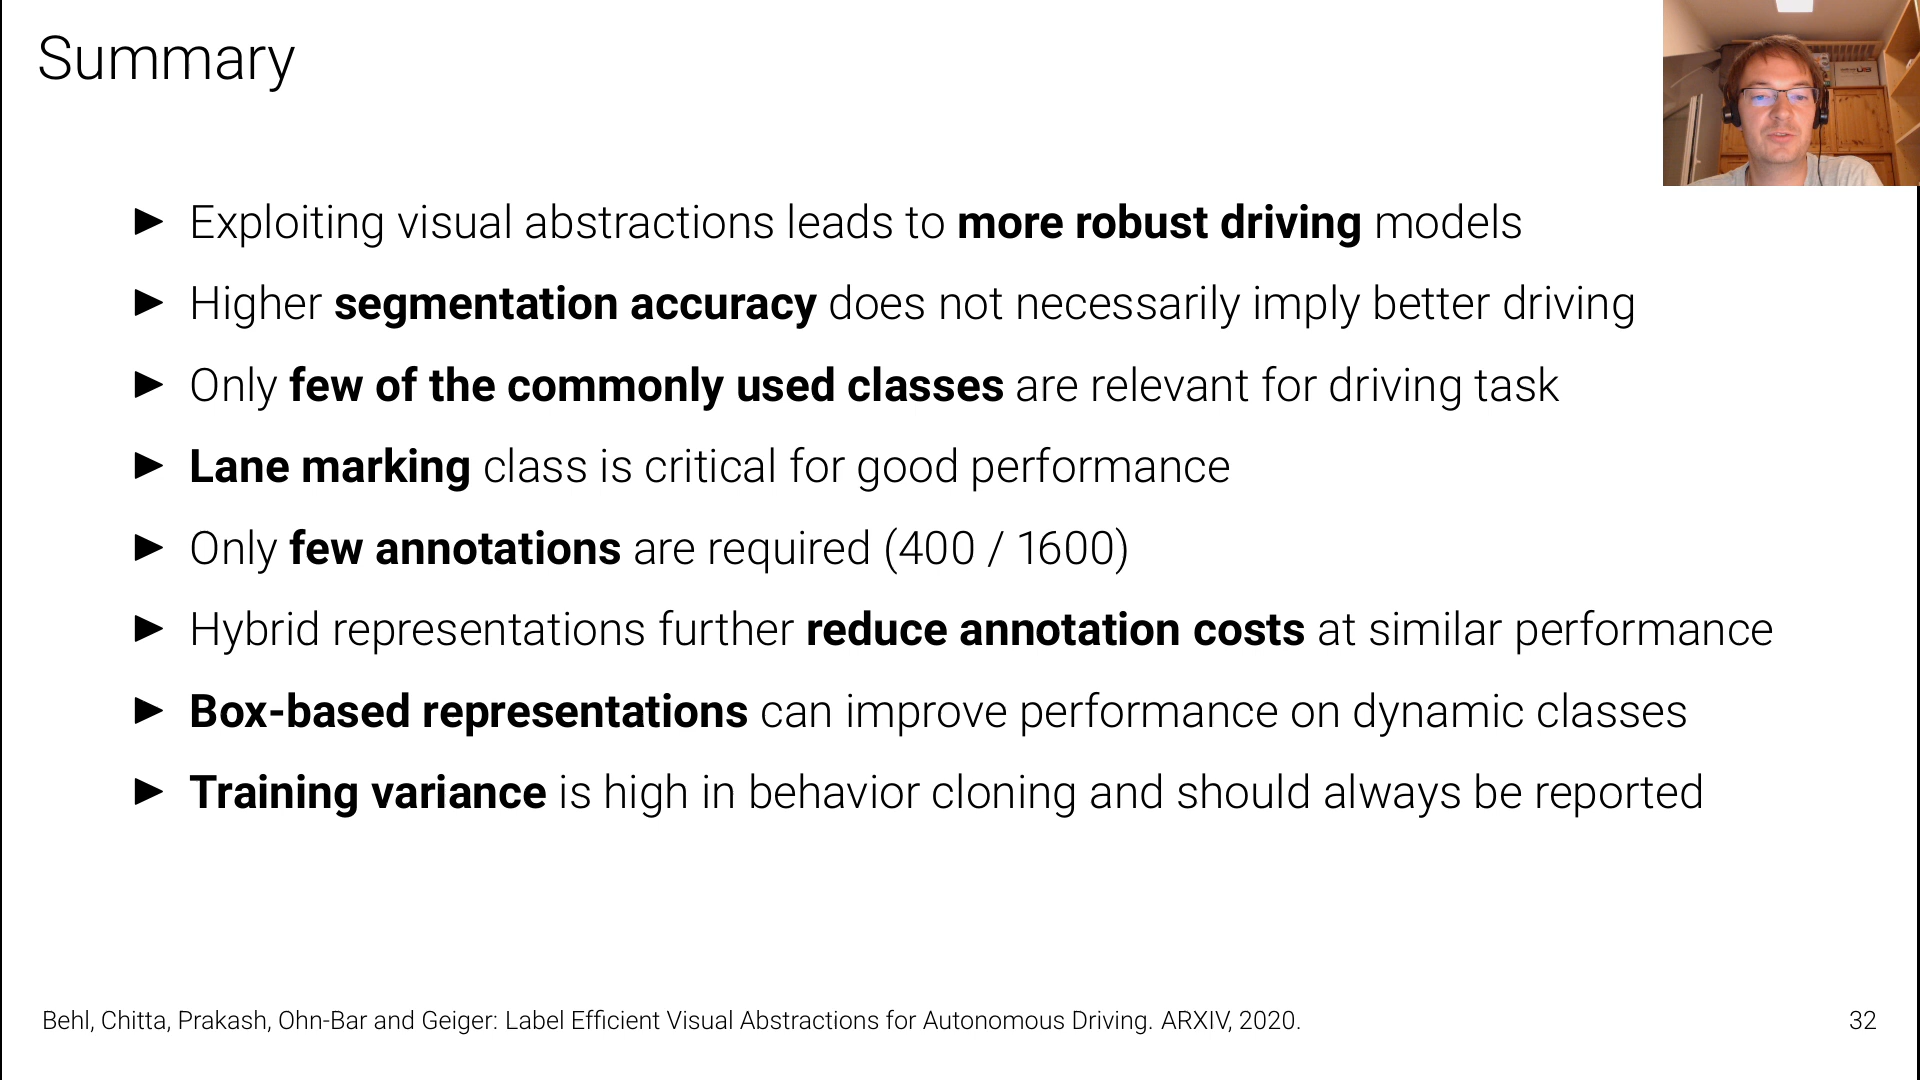 Summary
► Exploiting visual abstractions leads to more robust driving models
► Higher segmentation accuracy does not necessarily imply better driving
► Only few of the commonly used classes are relevant for driving task
► Lane marking class is critical for good performance
► Only few annotations are required (400 / 1600)
► Hybrid representations further reduce annotation costs at similar performance
► Box-based representations can improve performance on dynamic classes
► Training variance is high in behavior cloning and should always be reported
Behl, Chitta, Prakash, Ohn-Bar and Geiger: Label Efficient Visual Abstractions for Autonomous Driving. ARXIV, 2020.
32